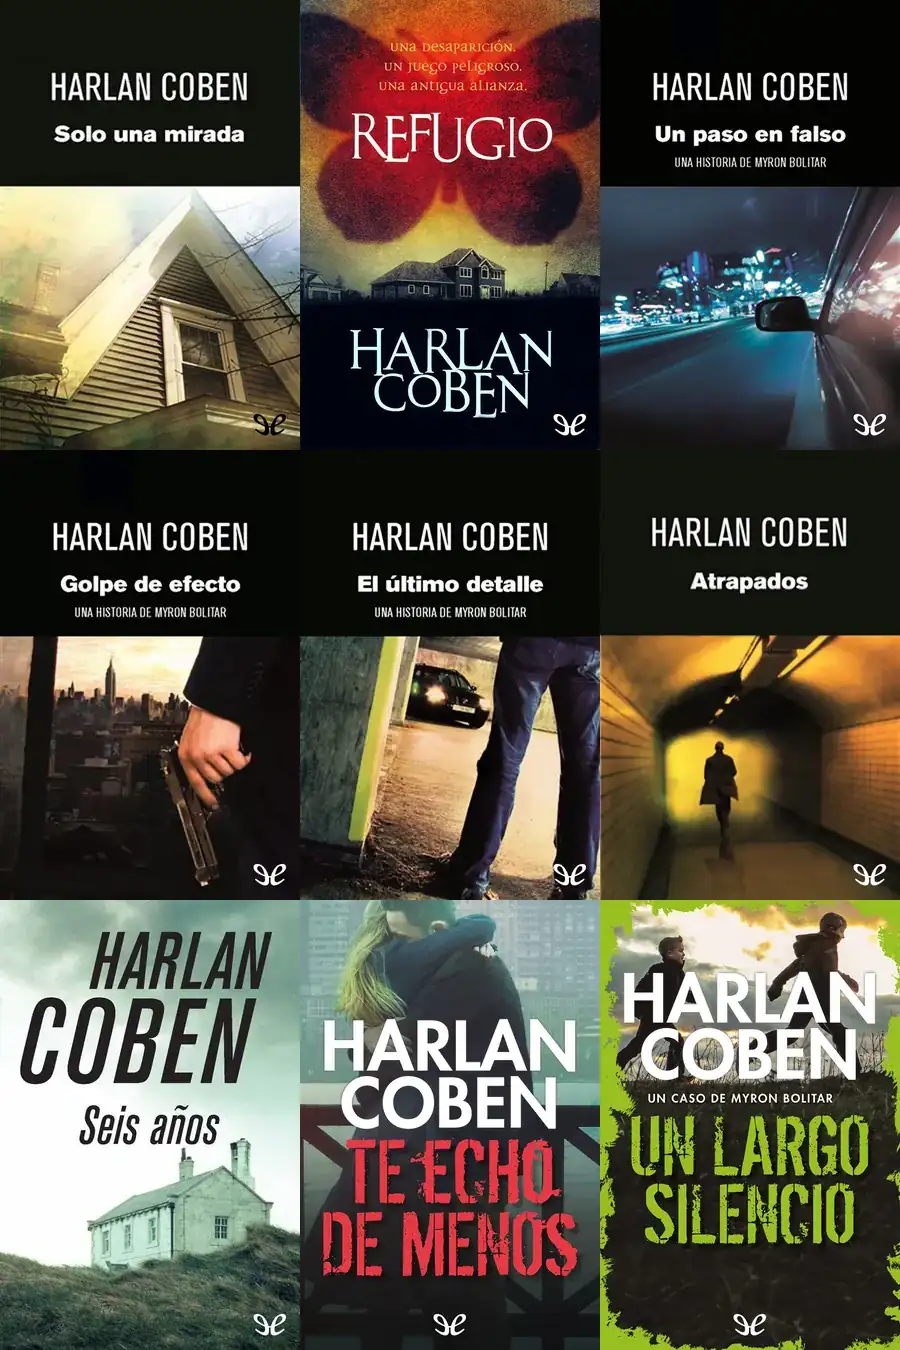 HARLAN COBEN
Solo una mirada
UNA DESAPARICIÓN.
UN JUEGO PELIGROSO.
UNA ANTIGUA ALIANZA.
REFUGIO
HARLAN
COBEN
HARLAN COBEN
Un paso en falso
UNA HISTORIA DE MYRON BOLITAR
HARLAN COBEN
Golpe de efecto
UNA HISTORIA DE MYRON BOLITAR
HARLAN COBEN
El último detalle
UNA HISTORIA DE MYRON BOLITAR
HARLAN COBEN
Atrapados
HARLAN
COBEN
Seis años
HARLAN
COBEN
TE ECHO
DE MENOS
HARLAN
COBEN
UN CASO DE MYRON BOLITAR
UN LARGO
SILENCIO